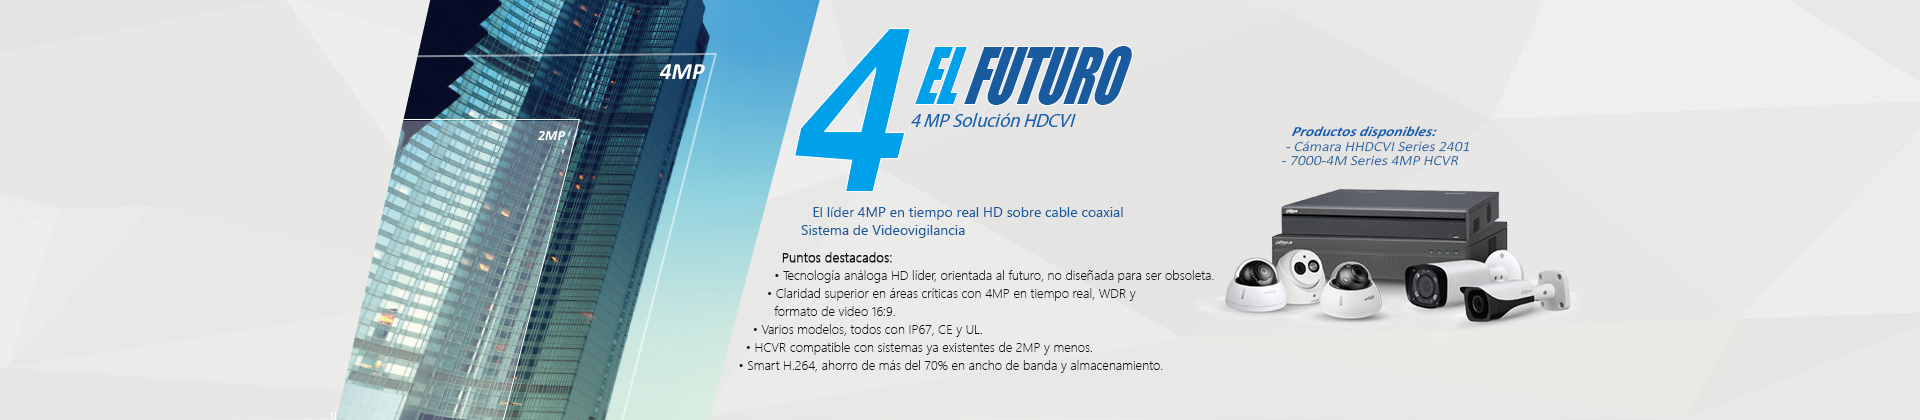 4MP
2MP
4 EL FUTURO
4 MP Solución HDCVI
El líder 4MP en tiempo real HD sobre cable coaxial
Sistema de Videovigilancia
Puntos destacados:
• Tecnología análoga HD líder, orientada al futuro, no diseñada para ser obsoleta.
• Claridad superior en áreas críticas con 4MP en tiempo real, WDR y
formato de video 16:9.
• Varios modelos, todos con IP67, CE y UL.
• HCVR compatible con sistemas ya existentes de 2MP y menos.
• Smart H.264, ahorro de más del 70% en ancho de banda y almacenamiento.
Productos disponibles:
- Cámara HHDCVI Series 2401
- 7000-4M Series 4MP HCVR
alhua